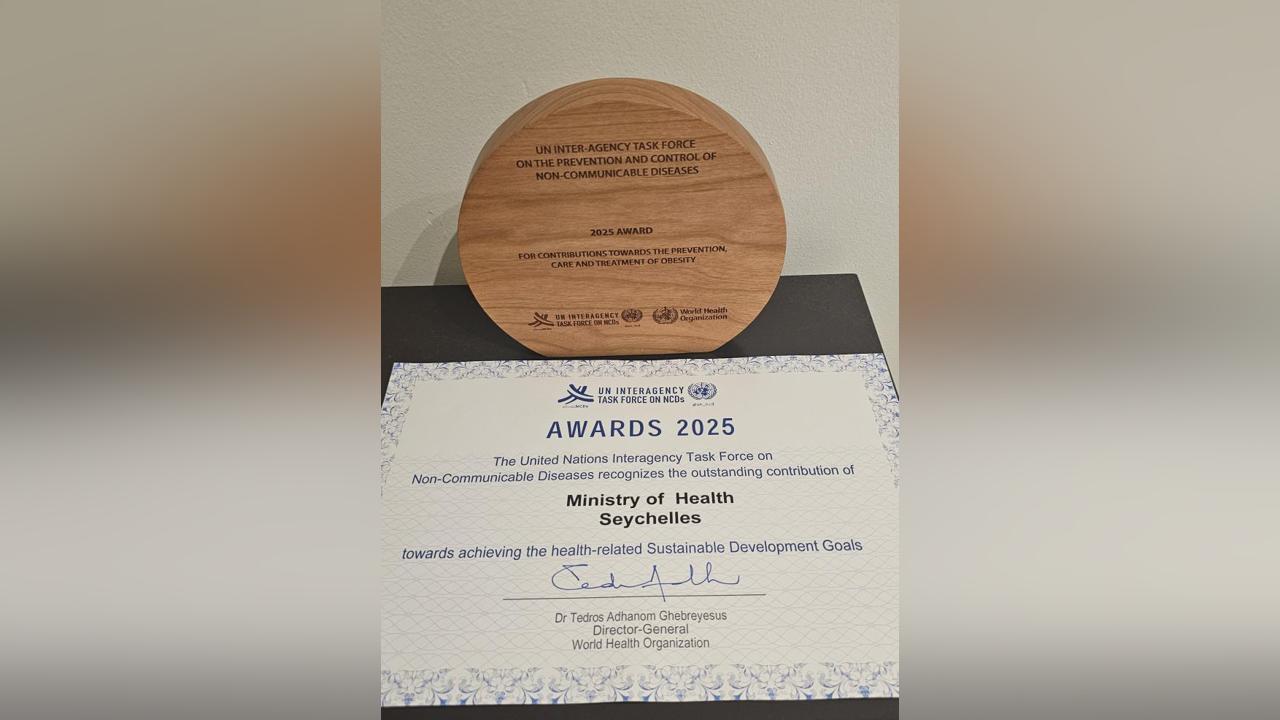 UN INTER-AGENCY TASK FORCE
ON THE PREVENTION AND CONTROL OF
NON-COMMUNICABLE DISEASES
2025 AWARD
FOR CONTRIBUTIONS TOWARDS THE PREVENTION,
CARE AND TREATMENT OF OBESITY
UN INTERAGENCY
TASK FORCE ON NCDs
World Health
Organization
UN INTERAGENCY
TASK FORCE ON NCDs
AWARDS 2025
The United Nations Interagency Task Force on
Non-Communicable Diseases recognizes the outstanding contribution of
Ministry of Health
Seychelles
towards achieving the health-related Sustainable Development Goals
Dr Tedros Adhanom Ghebreyesus
Director-General
World Health Organization